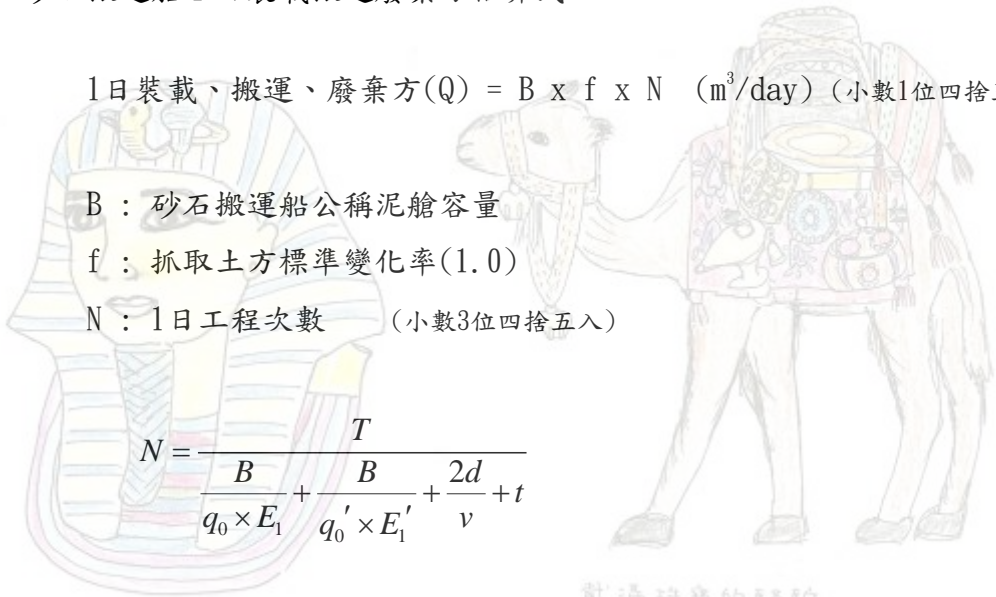 1日裝載、搬運、廢棄方(Q) = B x f x N (m³/day) (小數1位四捨
B : 砂石搬運船公稱泥艙容量
f : 抓取土方標準變化率(1.0)
N : 1日工程次數 (小數3位四捨五入)
N = T / (B/(q₀ × E₁) + B/(q₀′ × E₁′) + 2d/v + t)